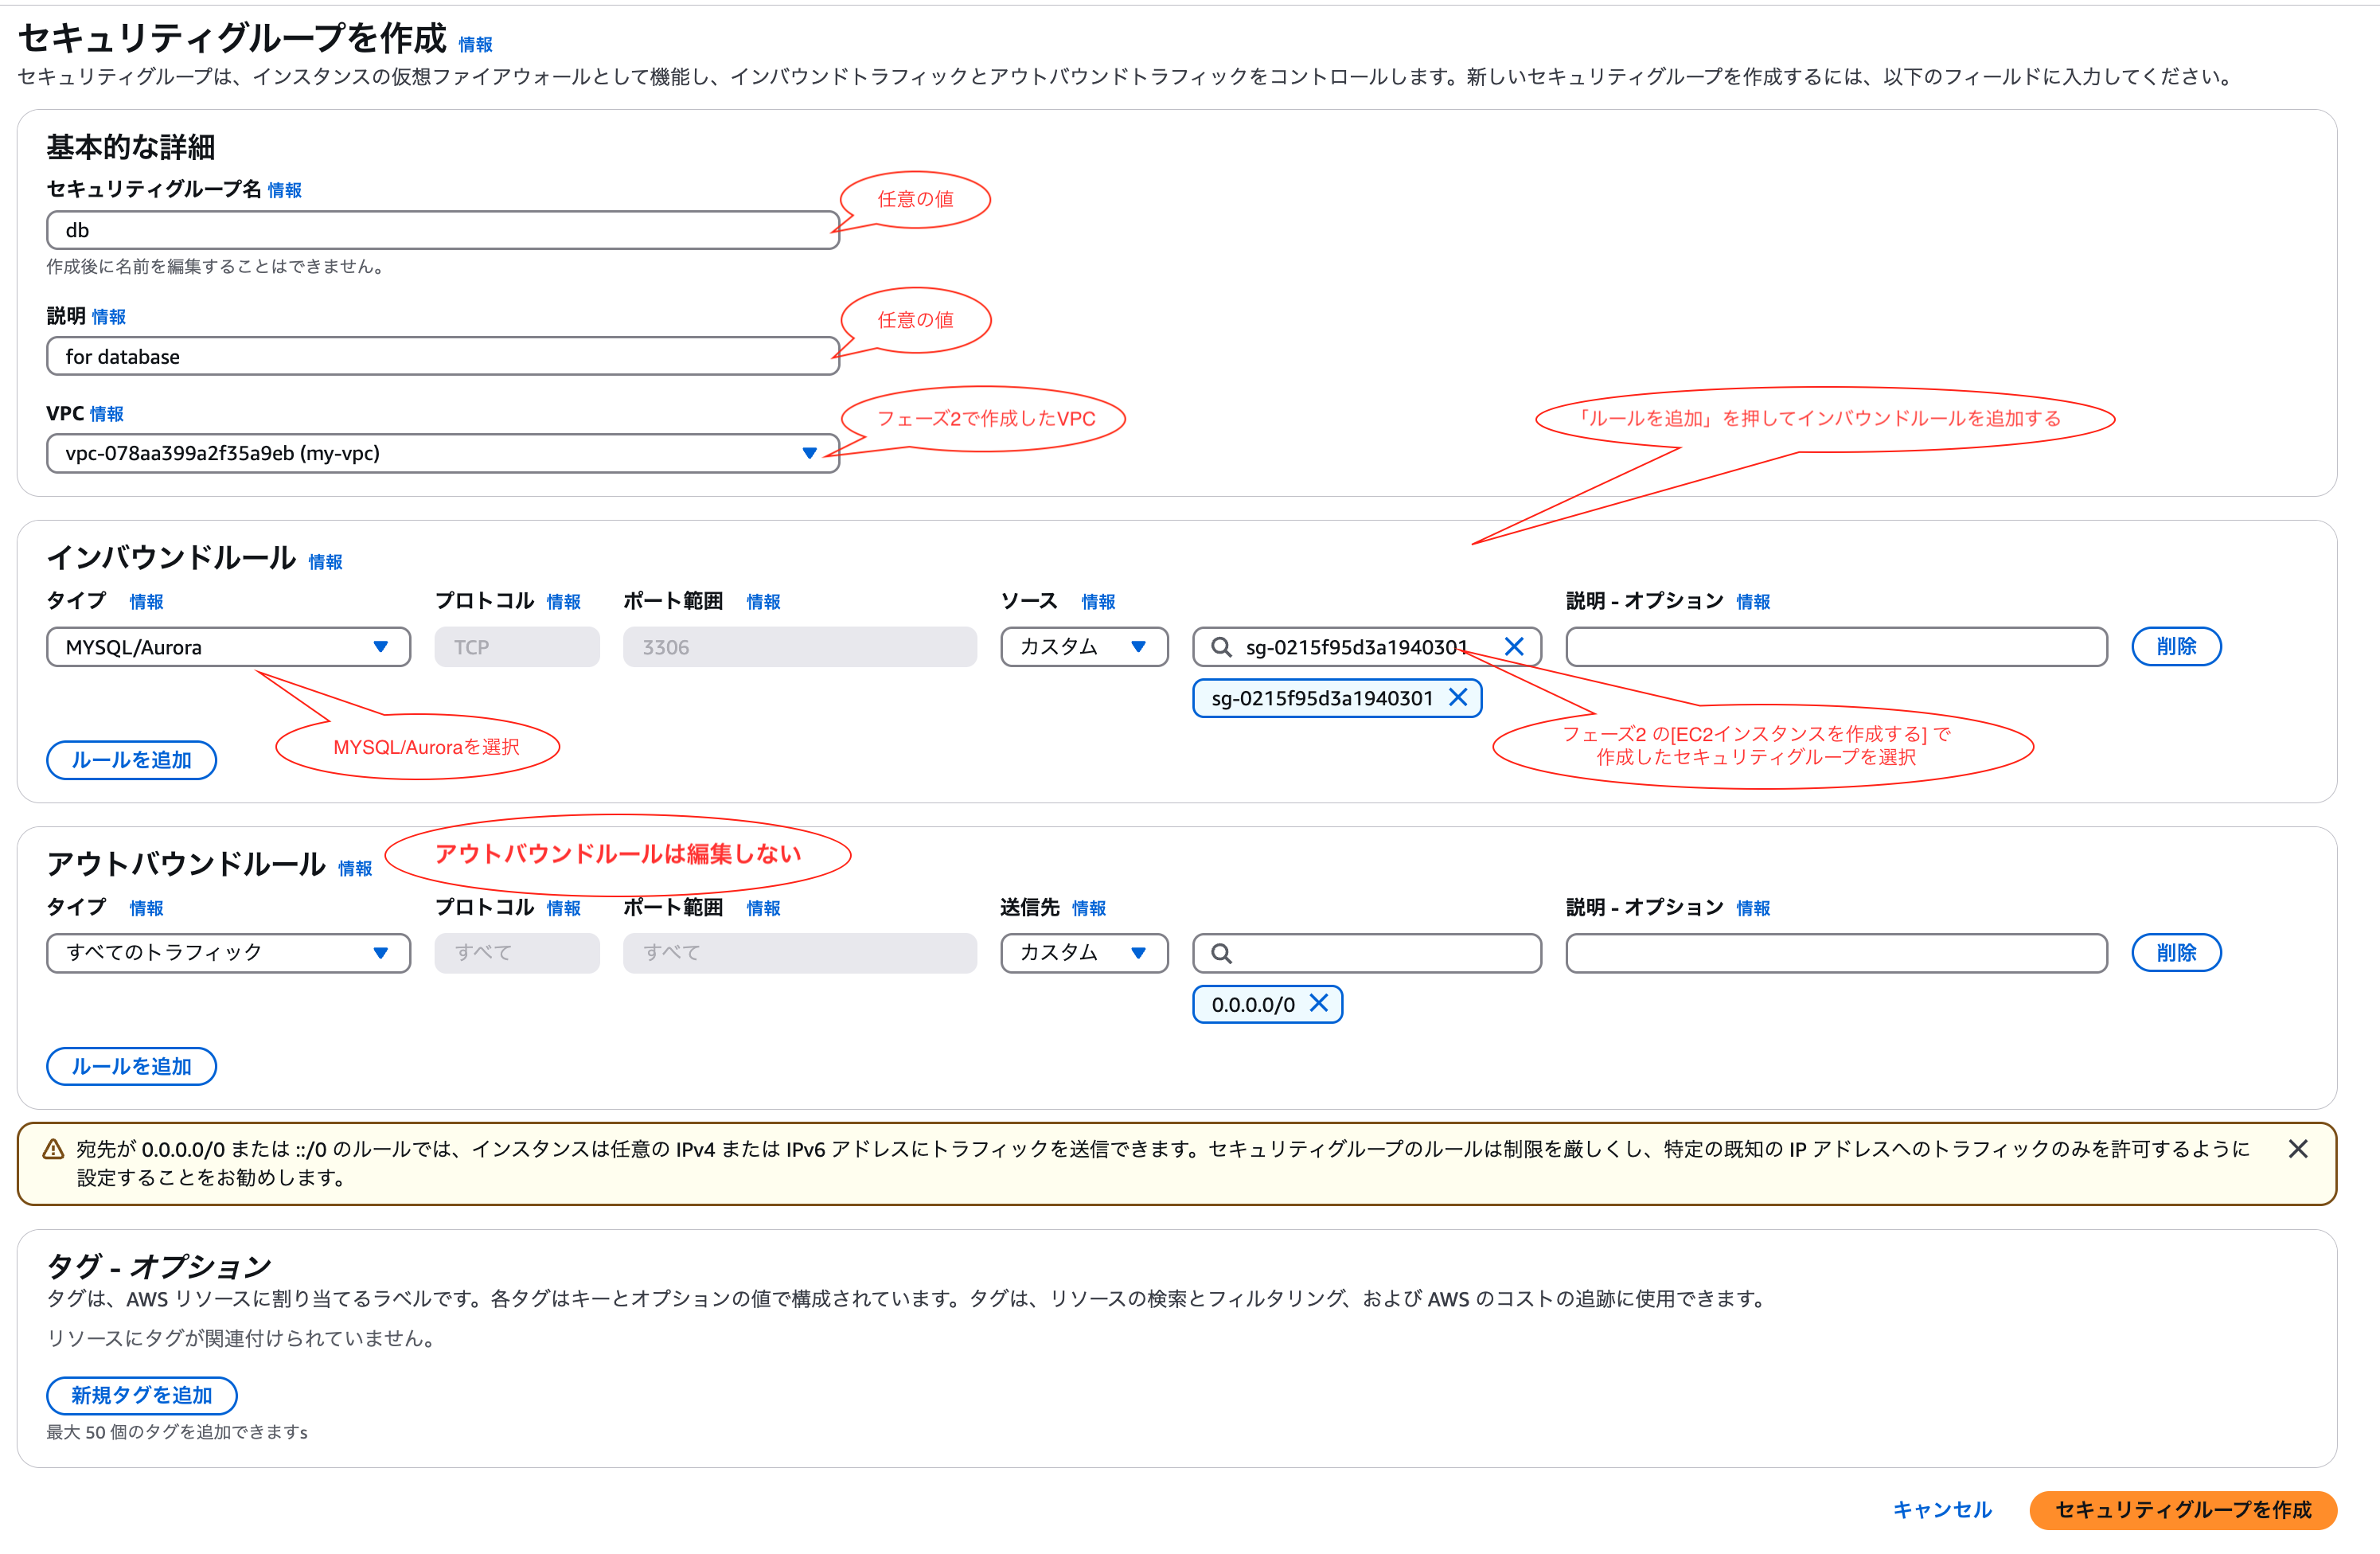 セキュリティグループを作成 情報
セキュリティグループは、インスタンスの仮想ファイアウォールとして機能し、インバウンドトラフィックとアウトバウンドトラフィックをコントロールします。新しいセキュリティグループを作成するには、以下のフィールドに入力してください。
基本的な詳細
セキュリティグループ名 情報
任意の値
db
作成後に名前を編集することはできません。
説明 情報
任意の値
for database
VPC 情報
フェーズ2で作成したVPC
「ルールを追加」を押してインバウンドルールを追加する
vpc-078aa399a2f35a9eb (my-vpc)
インバウンドルール 情報
タイプ 情報 プロトコル 情報 ポート範囲 情報 ソース 情報 説明 - オプション 情報
MYSQL/Aurora TCP 3306 カスタム sg-0215f95d3a1940301 削除
sg-0215f95d3a1940301
MYSQL/Auroraを選択
フェーズ2 の[EC2インスタンスを作成する] で
作成したセキュリティグループを選択
ルールを追加
アウトバウンドルール 情報
アウトバウンドルールは編集しない
タイプ 情報 プロトコル 情報 ポート範囲 情報 送信先 情報 説明 - オプション 情報
すべてのトラフィック すべて すべて カスタム 削除
0.0.0.0/0
ルールを追加
宛先が 0.0.0.0/0 または ::/0 のルールでは、インスタンスは任意の IPv4 または IPv6 アドレスにトラフィックを送信できます。セキュリティグループのルールは制限を厳しくし、特定の既知の IP アドレスへのトラフィックのみを許可するように
設定することをお勧めします。
タグ - オプション
タグは、AWS リソースに割り当てるラベルです。各タグはキーとオプションの値で構成されています。タグは、リソースの検索とフィルタリング、および AWS のコストの追跡に使用できます。
リソースにタグが関連付けられていません。
新規タグを追加
最大 50 個のタグを追加できますs
キャンセル セキュリティグループを作成